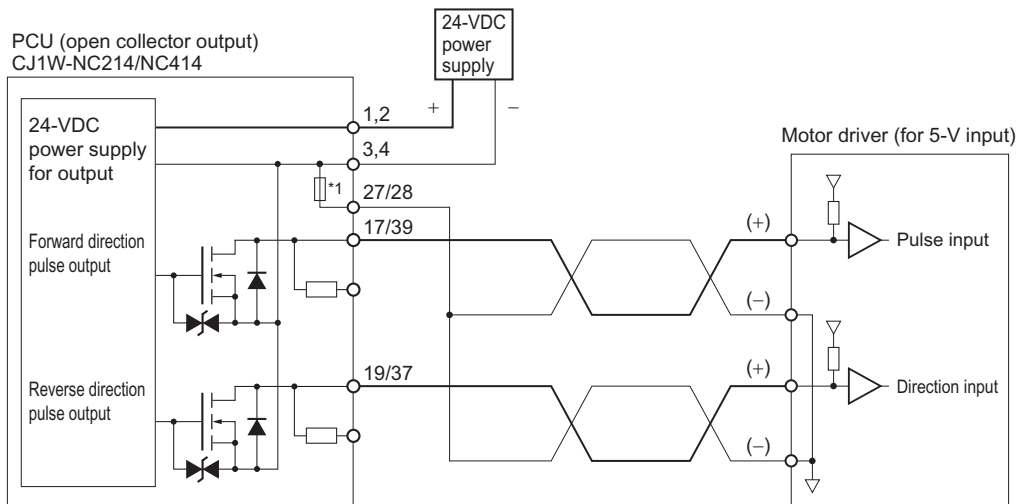 24-VDC
power
supply
PCU (open collector output)
CJ1W-NC214/NC414
+
−
1,2
24-VDC
power supply
for output
3,4
Motor driver (for 5-V input)
*1
27/28
17/39
Forward direction
pulse output
(+)
Pulse input
(−)
19/37
Reverse direction
pulse output
(+)
Direction input
(−)